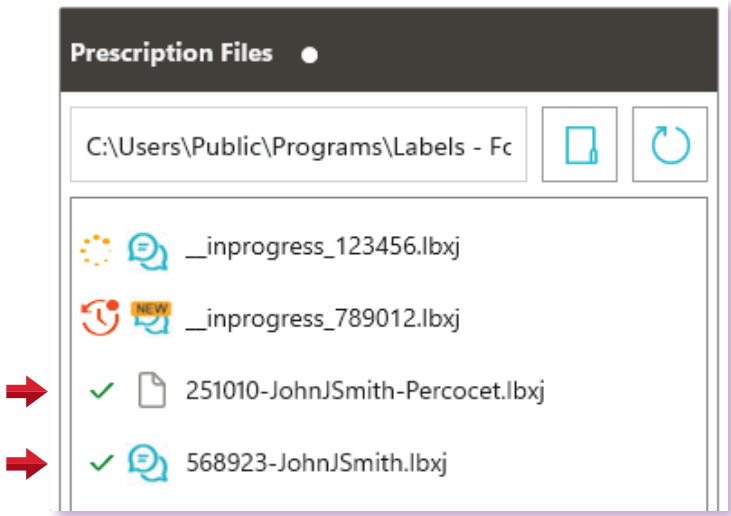 Prescription Files
C:\Users\Public\Programs\Labels - Fc
__inprogress_123456.lbxj
NEW
__inprogress_789012.lbxj
251010-JohnJSmith-Percocet.lbxj
568923-JohnJSmith.lbxj